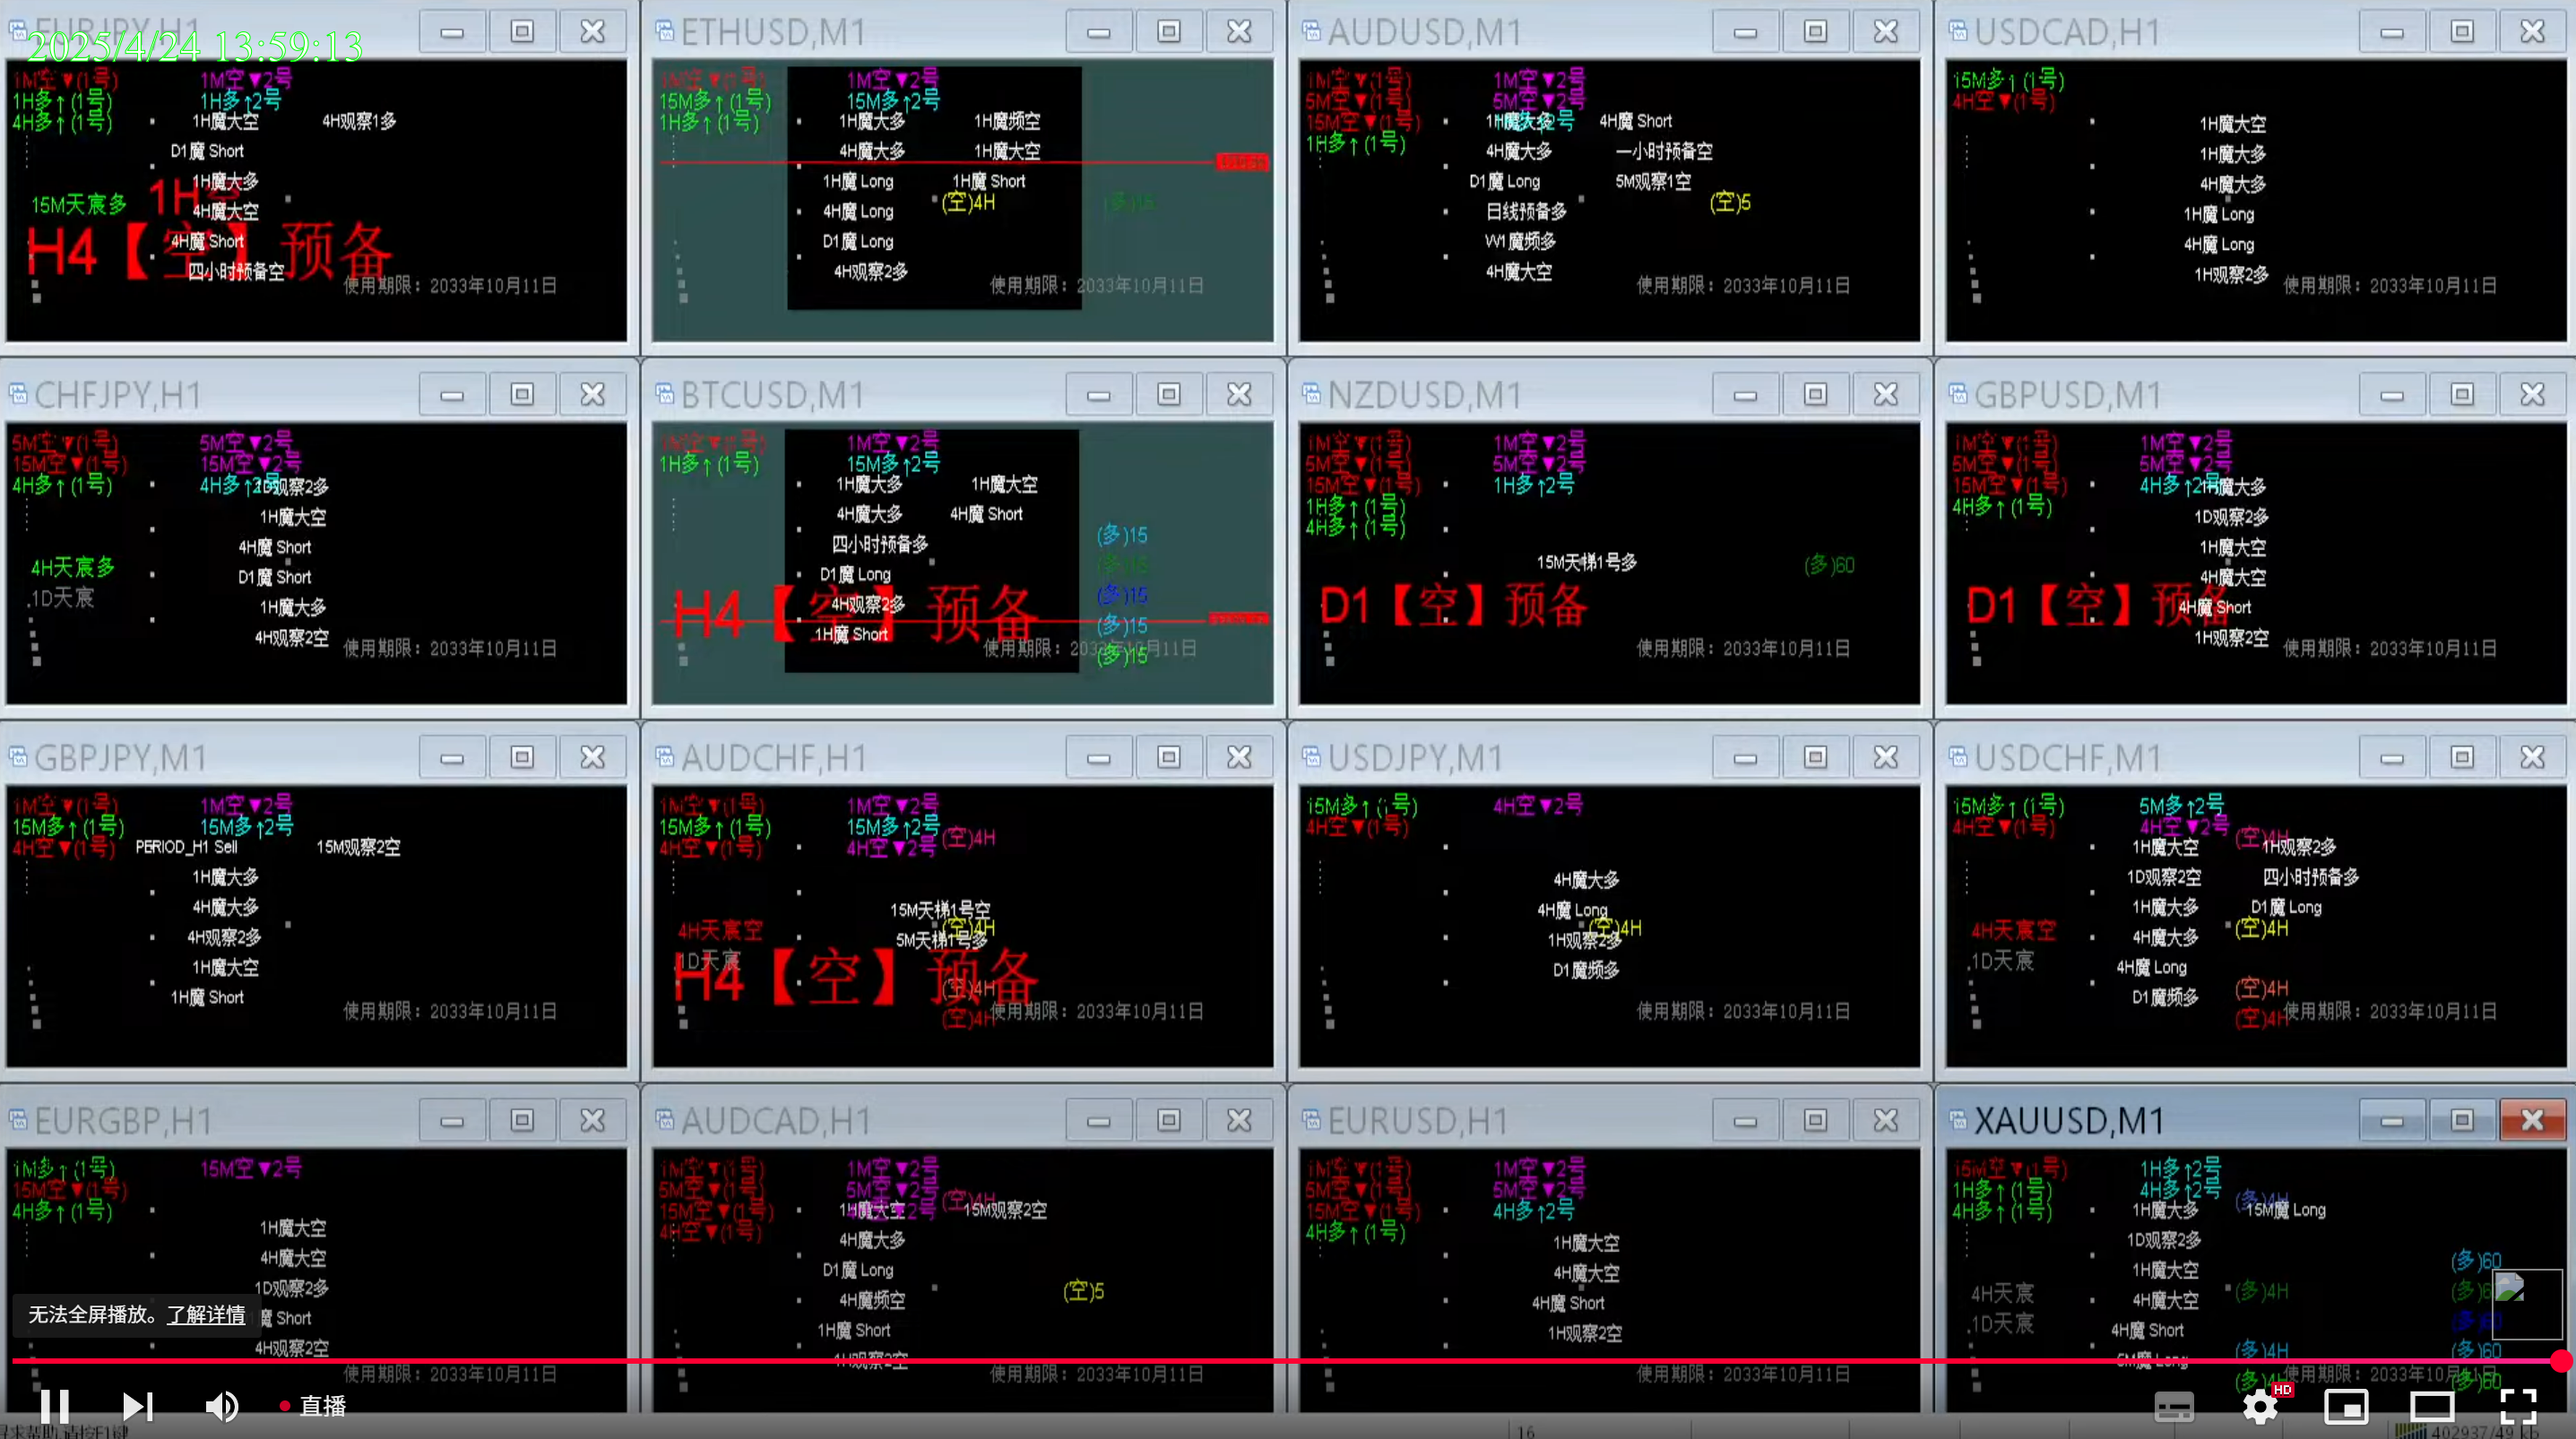 EURJPY,H1
2025/4/24 13:59:13
1M空▼(1号)
1M空▼2号
1H多↑(1号)
1H多↑2号
4H多↑(1号)
1H魔大空
4H观察1多
D1魔 Short
1H魔大多
15M天宸多
1H空
4H魔大空
4H魔 Short
H4【空】预备
四小时预备空
使用期限：2033年10月11日
ETHUSD,M1
1M空▼(1号)
1M空▼2号
15M多↑(1号)
15M多↑2号
1H多↑(1号)
1H魔大多
1H魔频空
4H魔大多
1H魔大空
1H魔 Long
1H魔 Short
(空)4H
(多)15
4H魔 Long
D1魔 Long
4H观察2多
使用期限：2033年10月11日
AUDUSD,M1
1M空▼(1号)
1M空▼2号
5M空▼(1号)
5M空▼2号
15M空▼(1号)
1H魔大多
4H魔 Short
1H多↑(1号)
4H魔大多
一小时预备空
D1魔 Long
5M观察1空
(空)5
日线预备多
W1魔频多
4H魔大空
使用期限：2033年10月11日
USDCAD,H1
15M多↑(1号)
4H空▼(1号)
1H魔大空
1H魔大多
4H魔大多
1H魔 Long
4H魔 Long
1H观察2多
使用期限：2033年10月11日
CHFJPY,H1
5M空▼(1号)
5M空▼2号
15M空▼(1号)
15M空▼2号
4H多↑(1号)
4H多↑2号
1D观察2多
1H魔大空
4H魔 Short
4H天宸多
D1魔 Short
.1D天宸
1H魔大多
4H观察2空
使用期限：2033年10月11日
BTCUSD,M1
1M空▼(1号)
1M空▼2号
1H多↑(1号)
15M多↑2号
1H魔大多
1H魔大空
4H魔大多
4H魔 Short
(多)15
四小时预备多
(多)15
D1魔 Long
(多)15
4H观察2多
H4【空】预备
(多)15
1H魔 Short
(多)15
使用期限：2033年10月11日
NZDUSD,M1
1M空▼(1号)
1M空▼2号
5M空▼(1号)
5M空▼2号
15M空▼(1号)
1H多↑2号
1H多↑(1号)
4H多↑(1号)
15M天梯1号多
(多)60
D1【空】预备
使用期限：2033年10月11日
GBPUSD,M1
1M空▼(1号)
1M空▼2号
5M空▼(1号)
5M空▼2号
15M空▼(1号)
4H多↑2号
1H魔大多
4H多↑(1号)
1D观察2多
1H魔大空
4H魔大空
D1【空】预备
4H魔 Short
1H观察2空
使用期限：2033年10月11日
GBPJPY,M1
1M空▼(1号)
1M空▼2号
15M多↑(1号)
15M多↑2号
4H空▼(1号)
PERIOD_H1 Sell
15M观察2空
1H魔大多
4H魔大多
4H观察2多
1H魔大空
1H魔 Short
使用期限：2033年10月11日
AUDCHF,H1
1M空▼(1号)
1M空▼2号
15M多↑(1号)
15M多↑2号
4H空▼(1号)
4H空▼2号
(空)4H
15M天梯1号空
4H天宸空
(空)4H
5M天梯1号多
.1D天宸
H4【空】预备
(空)4H
(空)4H
使用期限：2033年10月11日
USDJPY,M1
15M多↑(1号)
4H空▼2号
4H空▼(1号)
4H魔大多
4H魔 Long
(空)4H
1H观察2多
D1魔频多
使用期限：2033年10月11日
USDCHF,M1
15M多↑(1号)
5M多↑2号
4H空▼(1号)
4H空▼2号
(空)4H
1H魔大空
1H观察2多
1D观察2空
四小时预备多
1H魔大多
D1魔 Long
4H天宸空
4H魔大多
(空)4H
.1D天宸
4H魔 Long
D1魔频多
(空)4H
(空)4H
使用期限：2033年10月11日
EURGBP,H1
1M多↑(1号)
15M空▼2号
15M空▼(1号)
4H多↑(1号)
1H魔大空
4H魔大空
1D观察2多
魔 Short
4H观察2空
使用期限：2033年10月11日
AUDCAD,H1
1M空▼(1号)
1M空▼2号
5M空▼(1号)
5M空▼2号
15M空▼(1号)
(空)4H
1H魔大空
15M观察2空
4H空▼(1号)
4H魔大多
D1魔 Long
4H魔频空
(空)5
1H魔 Short
1H观察2空
使用期限：2033年10月11日
EURUSD,H1
1M空▼(1号)
1M空▼2号
5M空▼(1号)
5M空▼2号
15M空▼(1号)
4H多↑2号
4H多↑(1号)
1H魔大空
4H魔大空
4H魔 Short
1H观察2空
使用期限：2033年10月11日
XAUUSD,M1
15M空▼(1号)
1H多↑2号
1H多↑(1号)
4H多↑2号
4H多↑(1号)
(多)4H
1H魔大多
15M魔 Long
1D观察2多
1H魔大空
(多)60
4H天宸
4H魔大空
(多)4H
.1D天宸
4H魔 Short
(多)4H
(多)60
5M魔 Long
(多)60
使用期限：2033年10月11日
无法全屏播放。了解详情
直播
HD
16
402937/49 kb